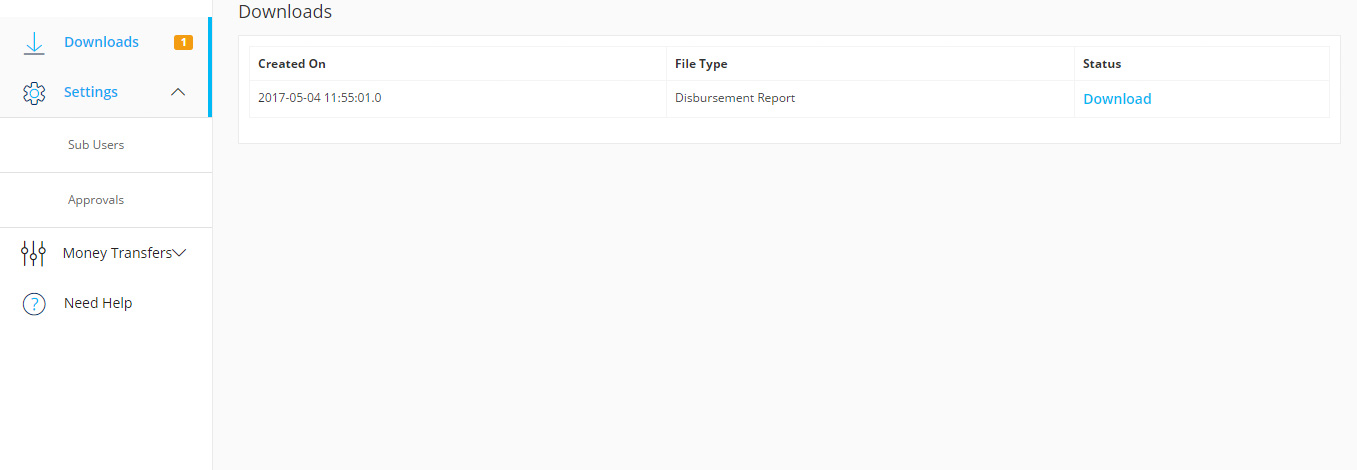 Downloads
Downloads 1
Settings
Sub Users
Approvals
Money Transfers
? Need Help
Created On File Type Status
2017-05-04 11:55:01.0 Disbursement Report Download